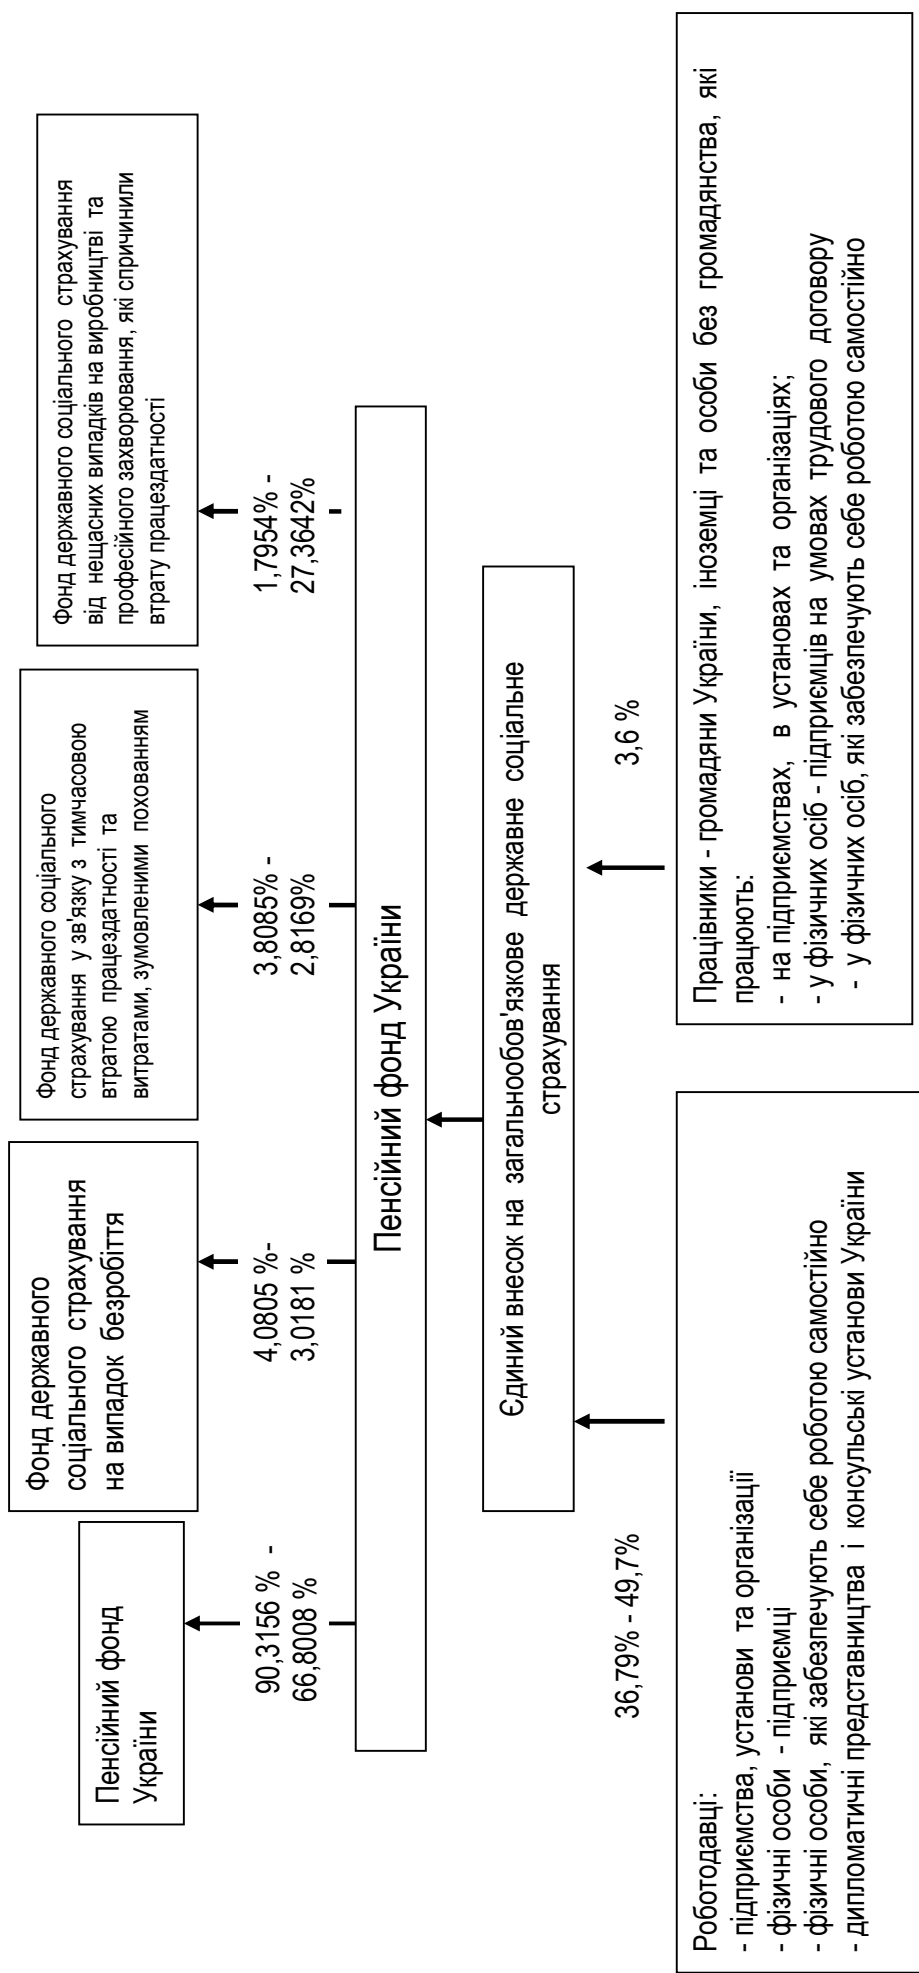 Пенсійний фонд
України
Фонд державного
соціального страхування
на випадок безробіття
Фонд державного соціального
страхування у зв'язку з тимчасовою
втратою працездатності та
витратами, зумовленими похованням
Фонд державного соціального страхування
від нещасних випадків на виробництві та
професійного захворювання, які спричинили
втрату працездатності
90,3156 % -
66,8008 %
4,0805 %-
3,0181 %
3,8085% -
2,8169%
1,7954% -
27,3642%
Пенсійний фонд України
Єдиний внесок на загальнообов'язкове державне соціальне
страхування
36,79% - 49,7%
3,6 %
Роботодавці:
- підприємства, установи та організації
- фізичні особи - підприємці
- фізичні особи, які забезпечують себе роботою самостійно
- дипломатичні представництва і консульські установи України
Працівники - громадяни України, іноземці та особи без громадянства, які
працюють:
- на підприємствах, в установах та організаціях;
- у фізичних осіб - підприємців на умовах трудового договору
- у фізичних осіб, які забезпечують себе роботою самостійно